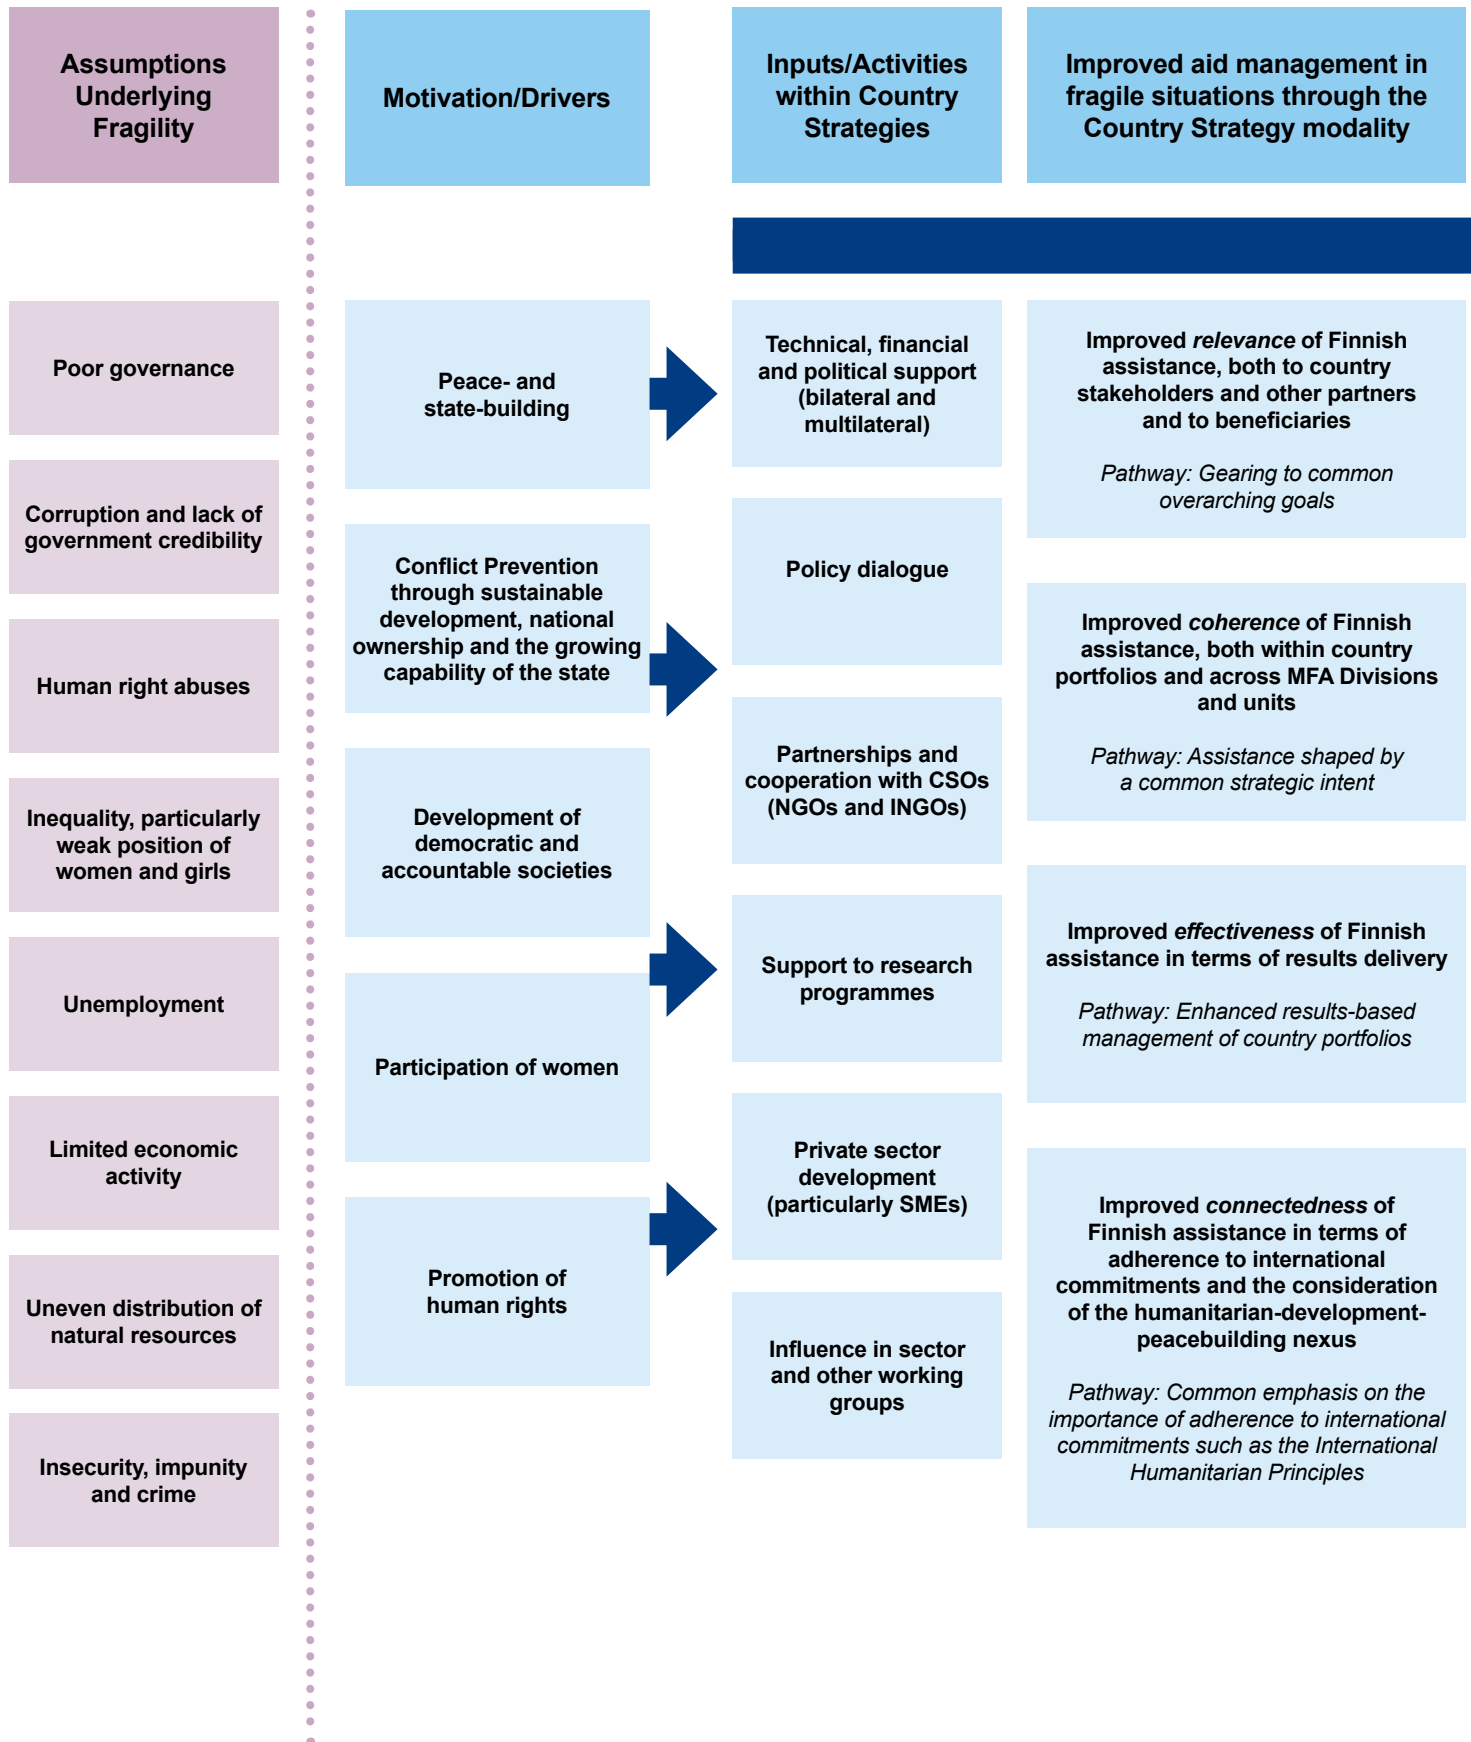 Assumptions
Underlying
Fragility
Motivation/Drivers
Inputs/Activities
within Country
Strategies
Improved aid management in
fragile situations through the
Country Strategy modality
Poor governance
Corruption and lack of
government credibility
Human right abuses
Inequality, particularly
weak position of
women and girls
Unemployment
Limited economic
activity
Uneven distribution of
natural resources
Insecurity, impunity
and crime
Peace- and
state-building
Conflict Prevention
through sustainable
development, national
ownership and the growing
capability of the state
Development of
democratic and
accountable societies
Participation of women
Promotion of
human rights
Technical, financial
and political support
(bilateral and
multilateral)
Policy dialogue
Partnerships and
cooperation with CSOs
(NGOs and INGOs)
Support to research
programmes
Private sector
development
(particularly SMEs)
Influence in sector
and other working
groups
Improved relevance of Finnish
assistance, both to country
stakeholders and other partners
and to beneficiaries
Pathway: Gearing to common
overarching goals
Improved coherence of Finnish
assistance, both within country
portfolios and across MFA Divisions
and units
Pathway: Assistance shaped by
a common strategic intent
Improved effectiveness of Finnish
assistance in terms of results delivery
Pathway: Enhanced results-based
management of country portfolios
Improved connectedness of
Finnish assistance in terms of
adherence to international
commitments and the consideration
of the humanitarian-development-
peacebuilding nexus
Pathway: Common emphasis on the
importance of adherence to international
commitments such as the International
Humanitarian Principles